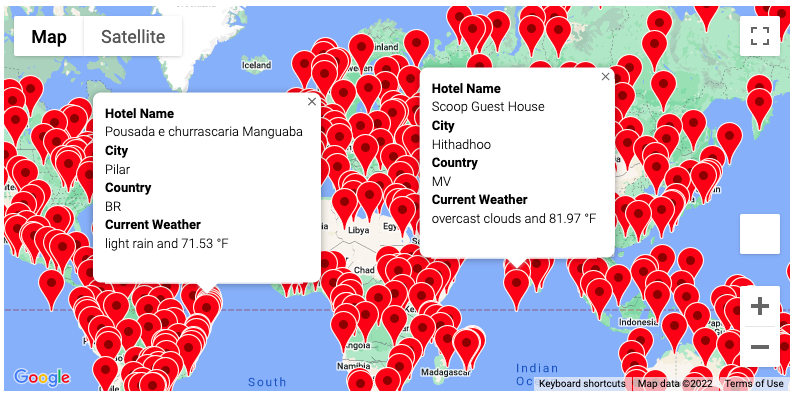 Map
Satellite
Iceland
Finland
Hotel Name
Pousada e churrascaria Manguaba
City
Pilar
Country
BR
Current Weather
light rain and 71.53 °F
Hotel Name
Scoop Guest House
City
Hithadhoo
Country
MV
Current Weather
overcast clouds and 81.97 °F
Libya
Chad
Indonesia
Namibia
Madagascar
South
Indian
Google
Keyboard shortcuts
Map data ©2022
Terms of Use